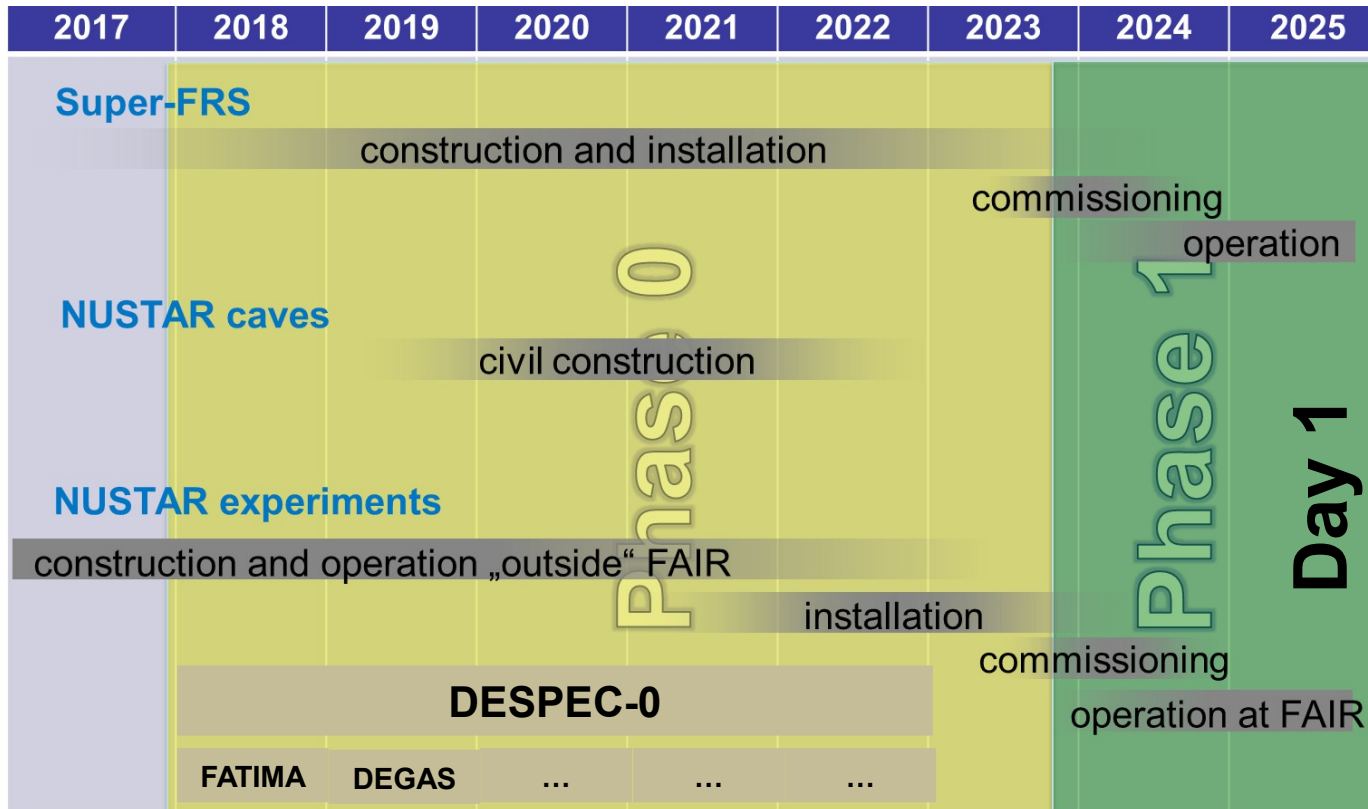 2017 2018 2019 2020 2021 2022 2023 2024 2025
Super-FRS
construction and installation
commissioning
operation
NUSTAR caves
civil construction
Phase 0
Phase 1
Day 1
NUSTAR experiments
construction and operation „outside“ FAIR
installation
commissioning
operation at FAIR
DESPEC-0
FATIMA DEGAS ... ... ...